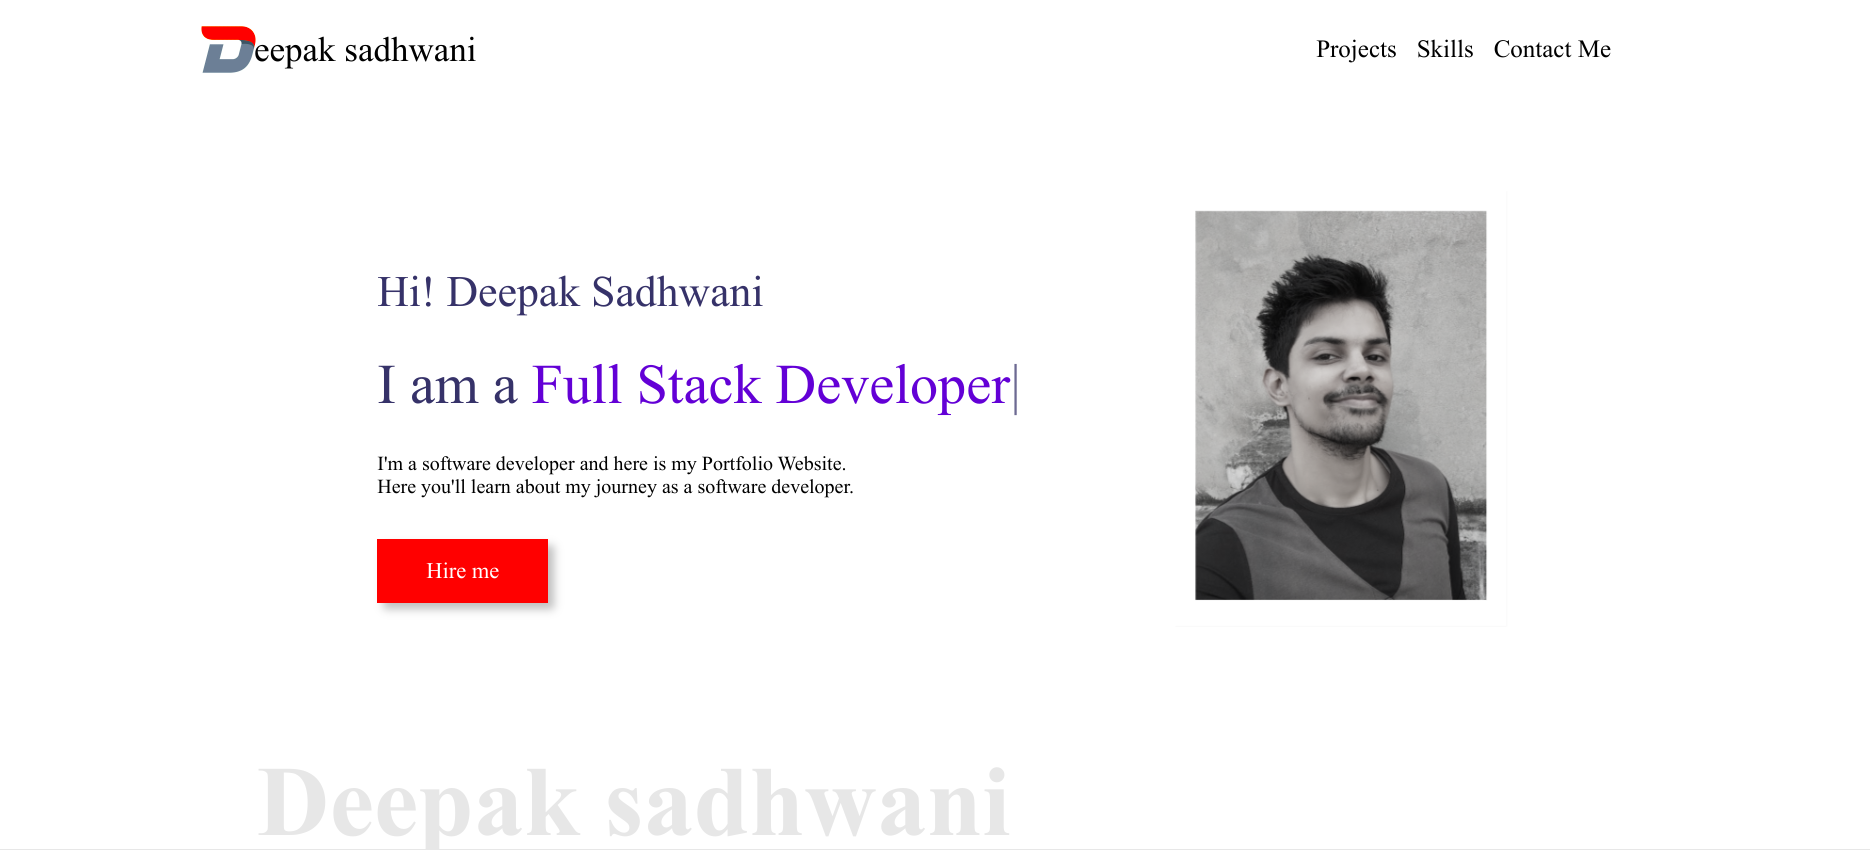 Deepak sadhwani
Projects Skills Contact Me
Hi! Deepak Sadhwani
I am a Full Stack Developer
I'm a software developer and here is my Portfolio Website.
Here you'll learn about my journey as a software developer.
Hire me
Deepak sadhwani